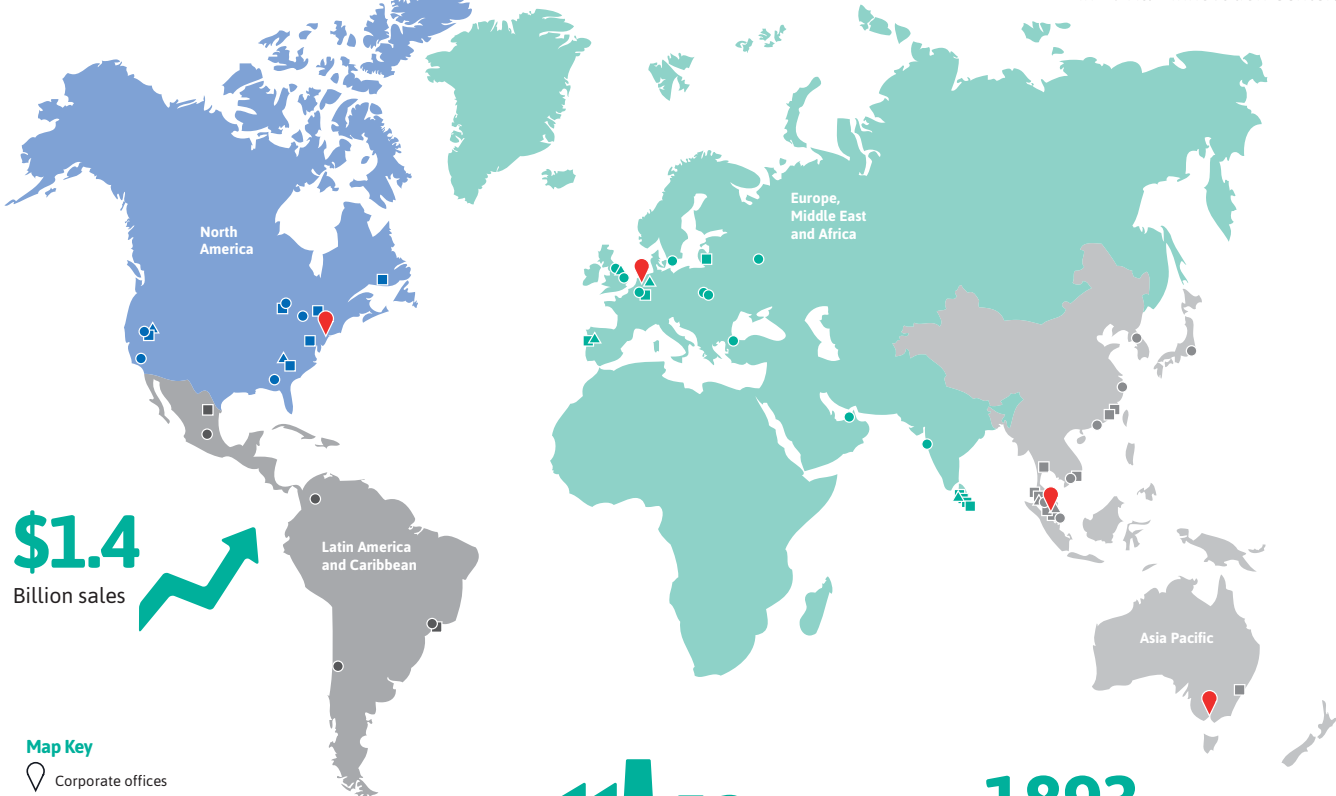 North
America
Europe,
Middle East
and Africa
$1.4
Billion sales
Latin America
and Caribbean
Asia Pacific
Map Key
Corporate offices